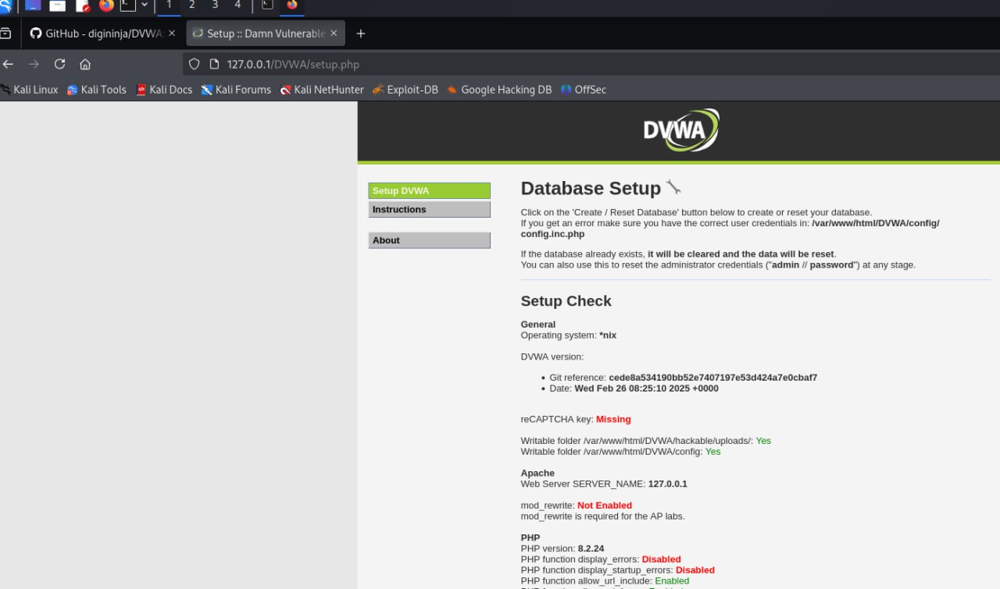 1 2 3 4
GitHub - digininja/DVWA: Setup :: Damn Vulnerable
127.0.0.1/DVWA/setup.php
Kali Linux Kali Tools Kali Docs Kali Forums Kali NetHunter Exploit-DB Google Hacking DB OffSec
DVWA
Setup DVWA
Instructions
About
Database Setup
Click on the 'Create / Reset Database' button below to create or reset your database.
If you get an error make sure you have the correct user credentials in: /var/www/html/DVWA/config/
config.inc.php
If the database already exists, it will be cleared and the data will be reset.
You can also use this to reset the administrator credentials ("admin // password") at any stage.
Setup Check
General
Operating system: *nix
DVWA version:
• Git reference: cede8a534190bb52e7407197e53d424a7e0cbaf7
• Date: Wed Feb 26 08:25:10 2025 +0000
reCAPTCHA key: Missing
Writable folder /var/www/html/DVWA/hackable/uploads/: Yes
Writable folder /var/www/html/DVWA/config: Yes
Apache
Web Server SERVER_NAME: 127.0.0.1
mod_rewrite: Not Enabled
mod_rewrite is required for the AP labs.
PHP
PHP version: 8.2.24
PHP function display_errors: Disabled
PHP function display_startup_errors: Disabled
PHP function allow_url_include: Enabled